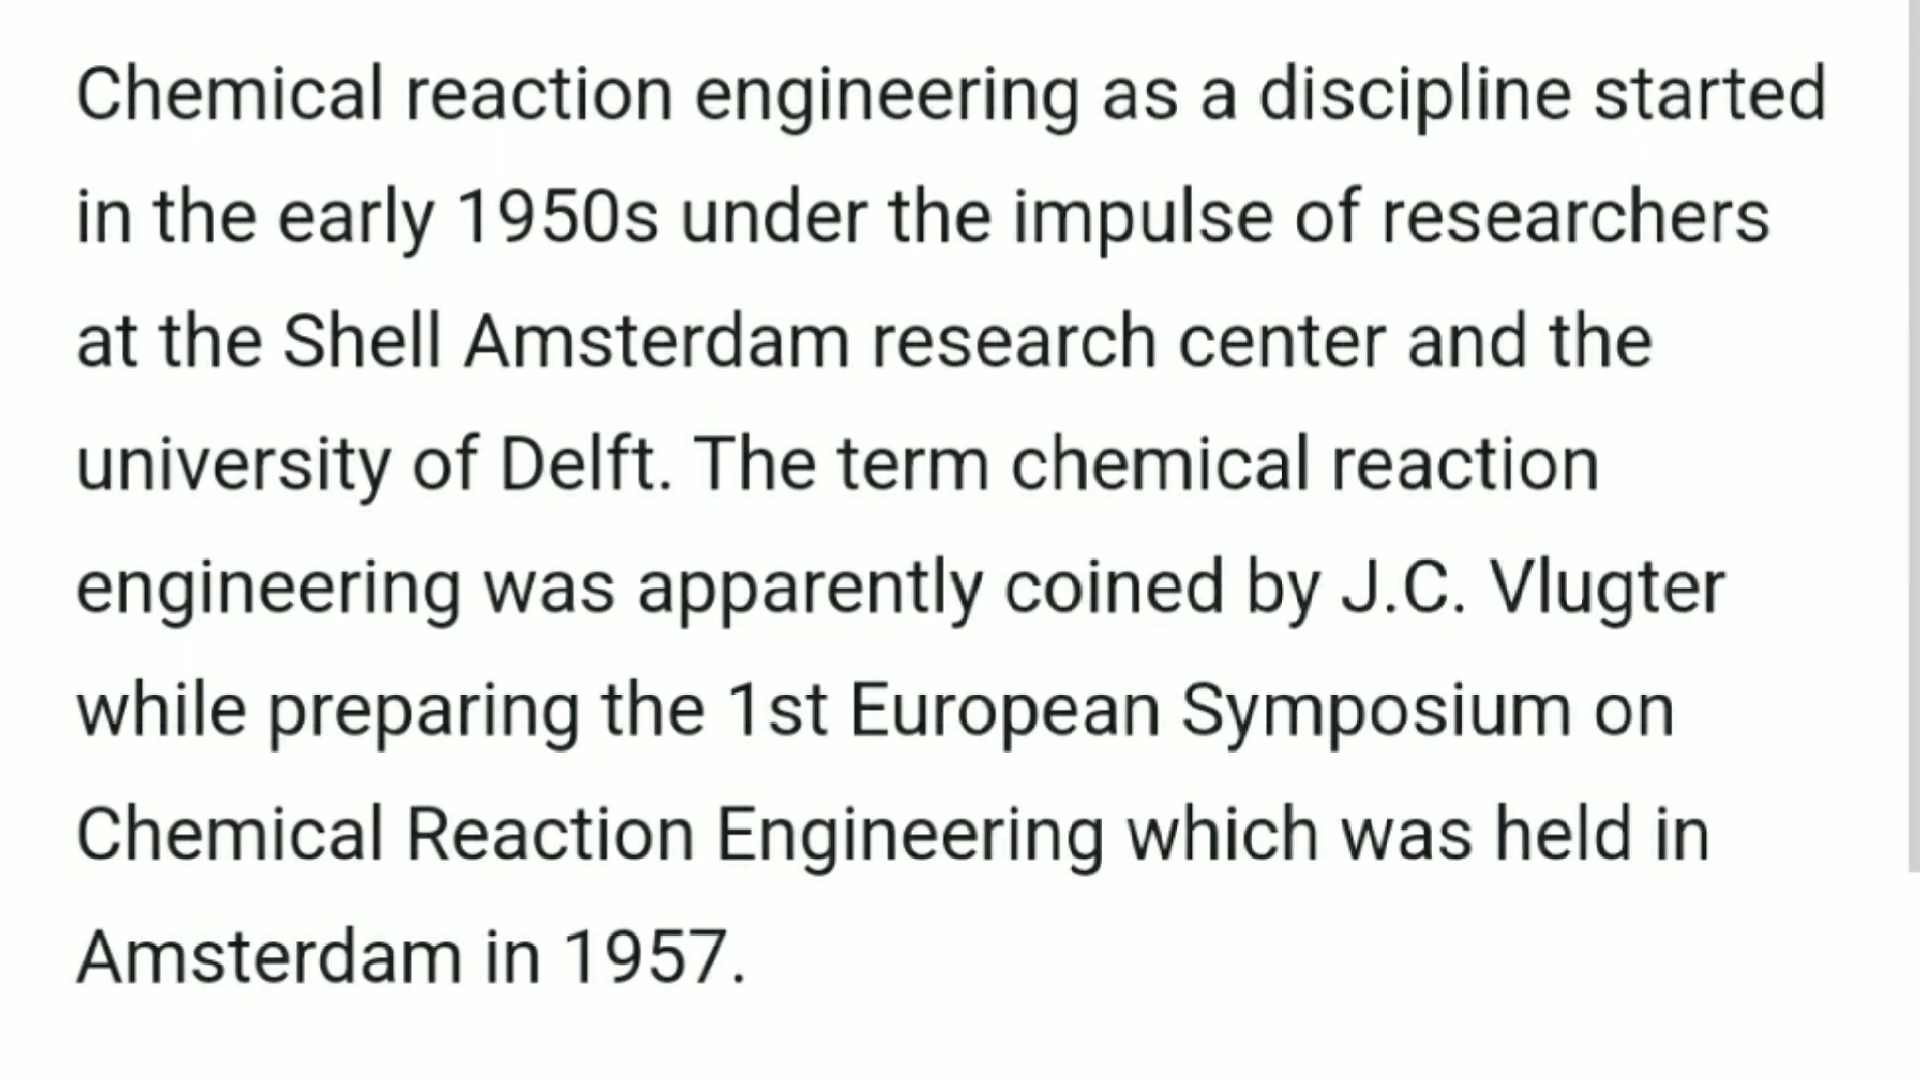 Chemical reaction engineering as a discipline started
in the early 1950s under the impulse of researchers
at the Shell Amsterdam research center and the
university of Delft. The term chemical reaction
engineering was apparently coined by J.C. Vlugter
while preparing the 1st European Symposium on
Chemical Reaction Engineering which was held in
Amsterdam in 1957.